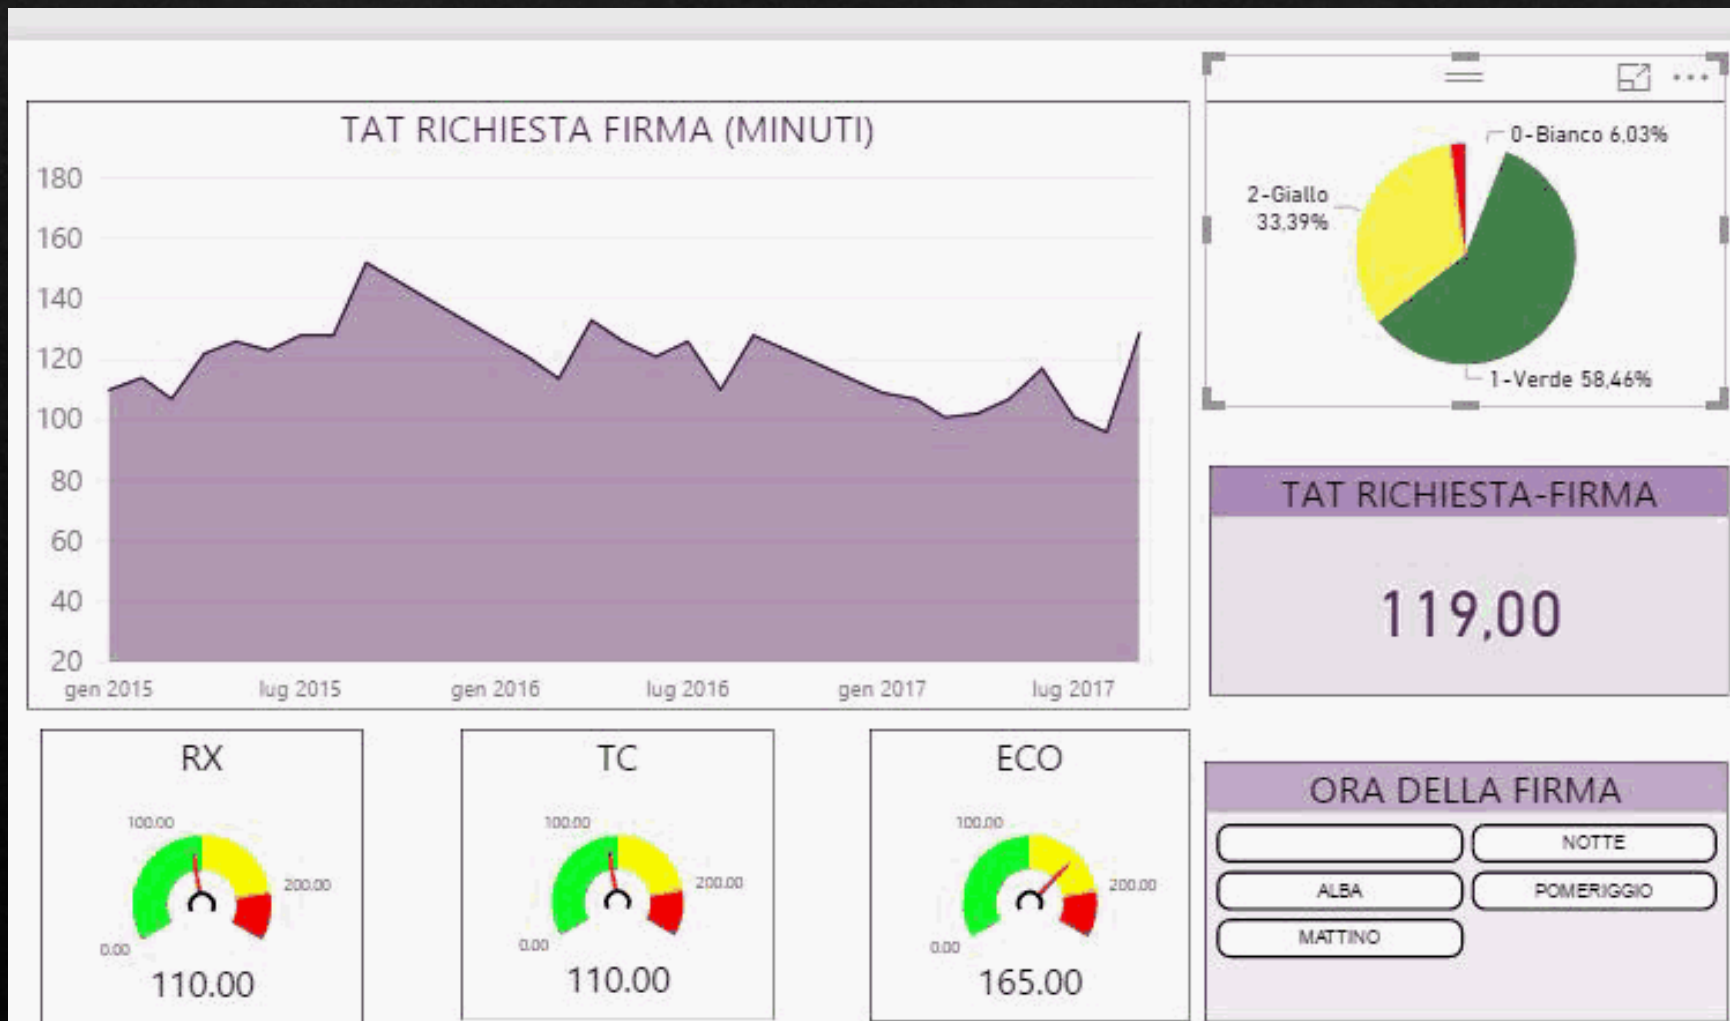 TAT RICHIESTA FIRMA (MINUTI)
180
160
140
120
100
80
60
40
20
gen 2015 lug 2015 gen 2016 lug 2016 gen 2017 lug 2017
0-Bianco 6,03%
2-Giallo
33,39%
1-Verde 58,46%
TAT RICHIESTA-FIRMA
119,00
RX
100.00
200.00
0.00
110.00
TC
100.00
200.00
0.00
110.00
ECO
100.00
200.00
0.00
165.00
ORA DELLA FIRMA
NOTTE
ALBA POMERIGGIO
MATTINO